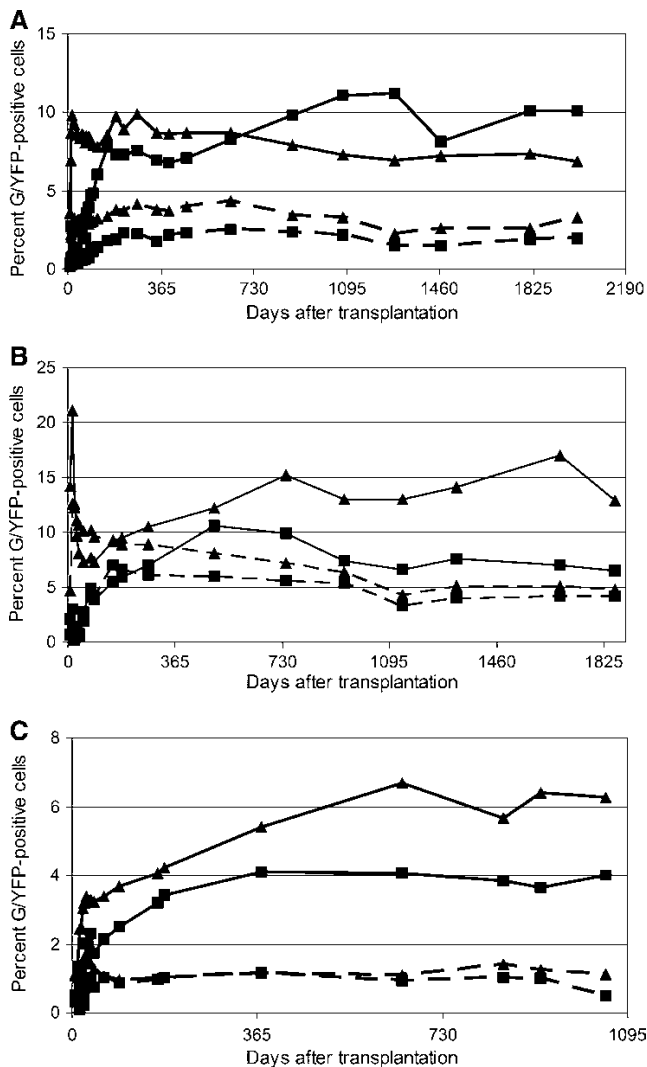 A
15
10
5
0
Percent G/YFP-positive cells
0 365 730 1095 1460 1825 2190
Days after transplantation
B
25
20
15
10
5
0
Percent G/YFP-positive cells
0 365 730 1095 1460 1825
Days after transplantation
C
8
6
4
2
0
Percent G/YFP-positive cells
0 365 730 1095
Days after transplantation